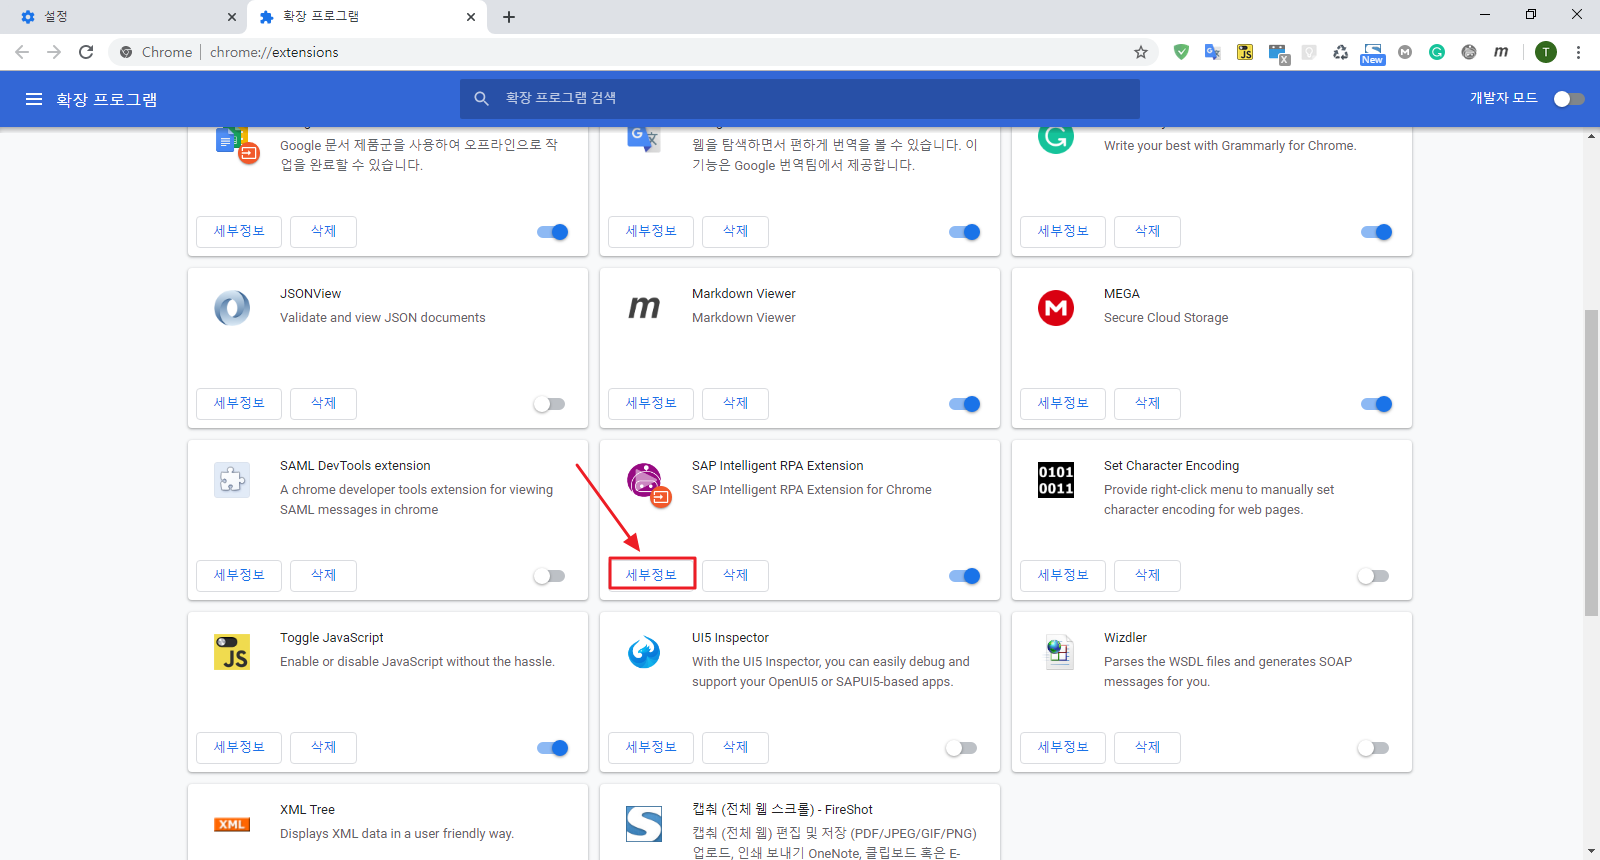 설정
확장 프로그램
Chrome
chrome://extensions
JS
X
New
M
G
m
T
확장 프로그램
확장 프로그램 검색
개발자 모드
Google 문서 제품군을 사용하여 오프라인으로 작
업을 완료할 수 있습니다.
세부정보
삭제
웹을 탐색하면서 편하게 번역을 볼 수 있습니다. 이
기능은 Google 번역팀에서 제공합니다.
세부정보
삭제
Write your best with Grammarly for Chrome.
세부정보
삭제
JSONView
Validate and view JSON documents
세부정보
삭제
m
Markdown Viewer
Markdown Viewer
세부정보
삭제
M
MEGA
Secure Cloud Storage
세부정보
삭제
SAML DevTools extension
A chrome developer tools extension for viewing
SAML messages in chrome
세부정보
삭제
SAP Intelligent RPA Extension
SAP Intelligent RPA Extension for Chrome
세부정보
삭제
0101
0011
Set Character Encoding
Provide right-click menu to manually set
character encoding for web pages.
세부정보
삭제
JS
Toggle JavaScript
Enable or disable JavaScript without the hassle.
세부정보
삭제
UI5 Inspector
With the UI5 Inspector, you can easily debug and
support your OpenUI5 or SAPUI5-based apps.
세부정보
삭제
Wizdler
Parses the WSDL files and generates SOAP
messages for you.
세부정보
삭제
XML
XML Tree
Displays XML data in a user friendly way.
S
캡춰 (전체 웹 스크롤) - FireShot
캡춰 (전체 웹) 편집 및 저장 (PDF/JPEG/GIF/PNG)
업로드, 인쇄 보내기 OneNote, 클립보드 혹은 E-